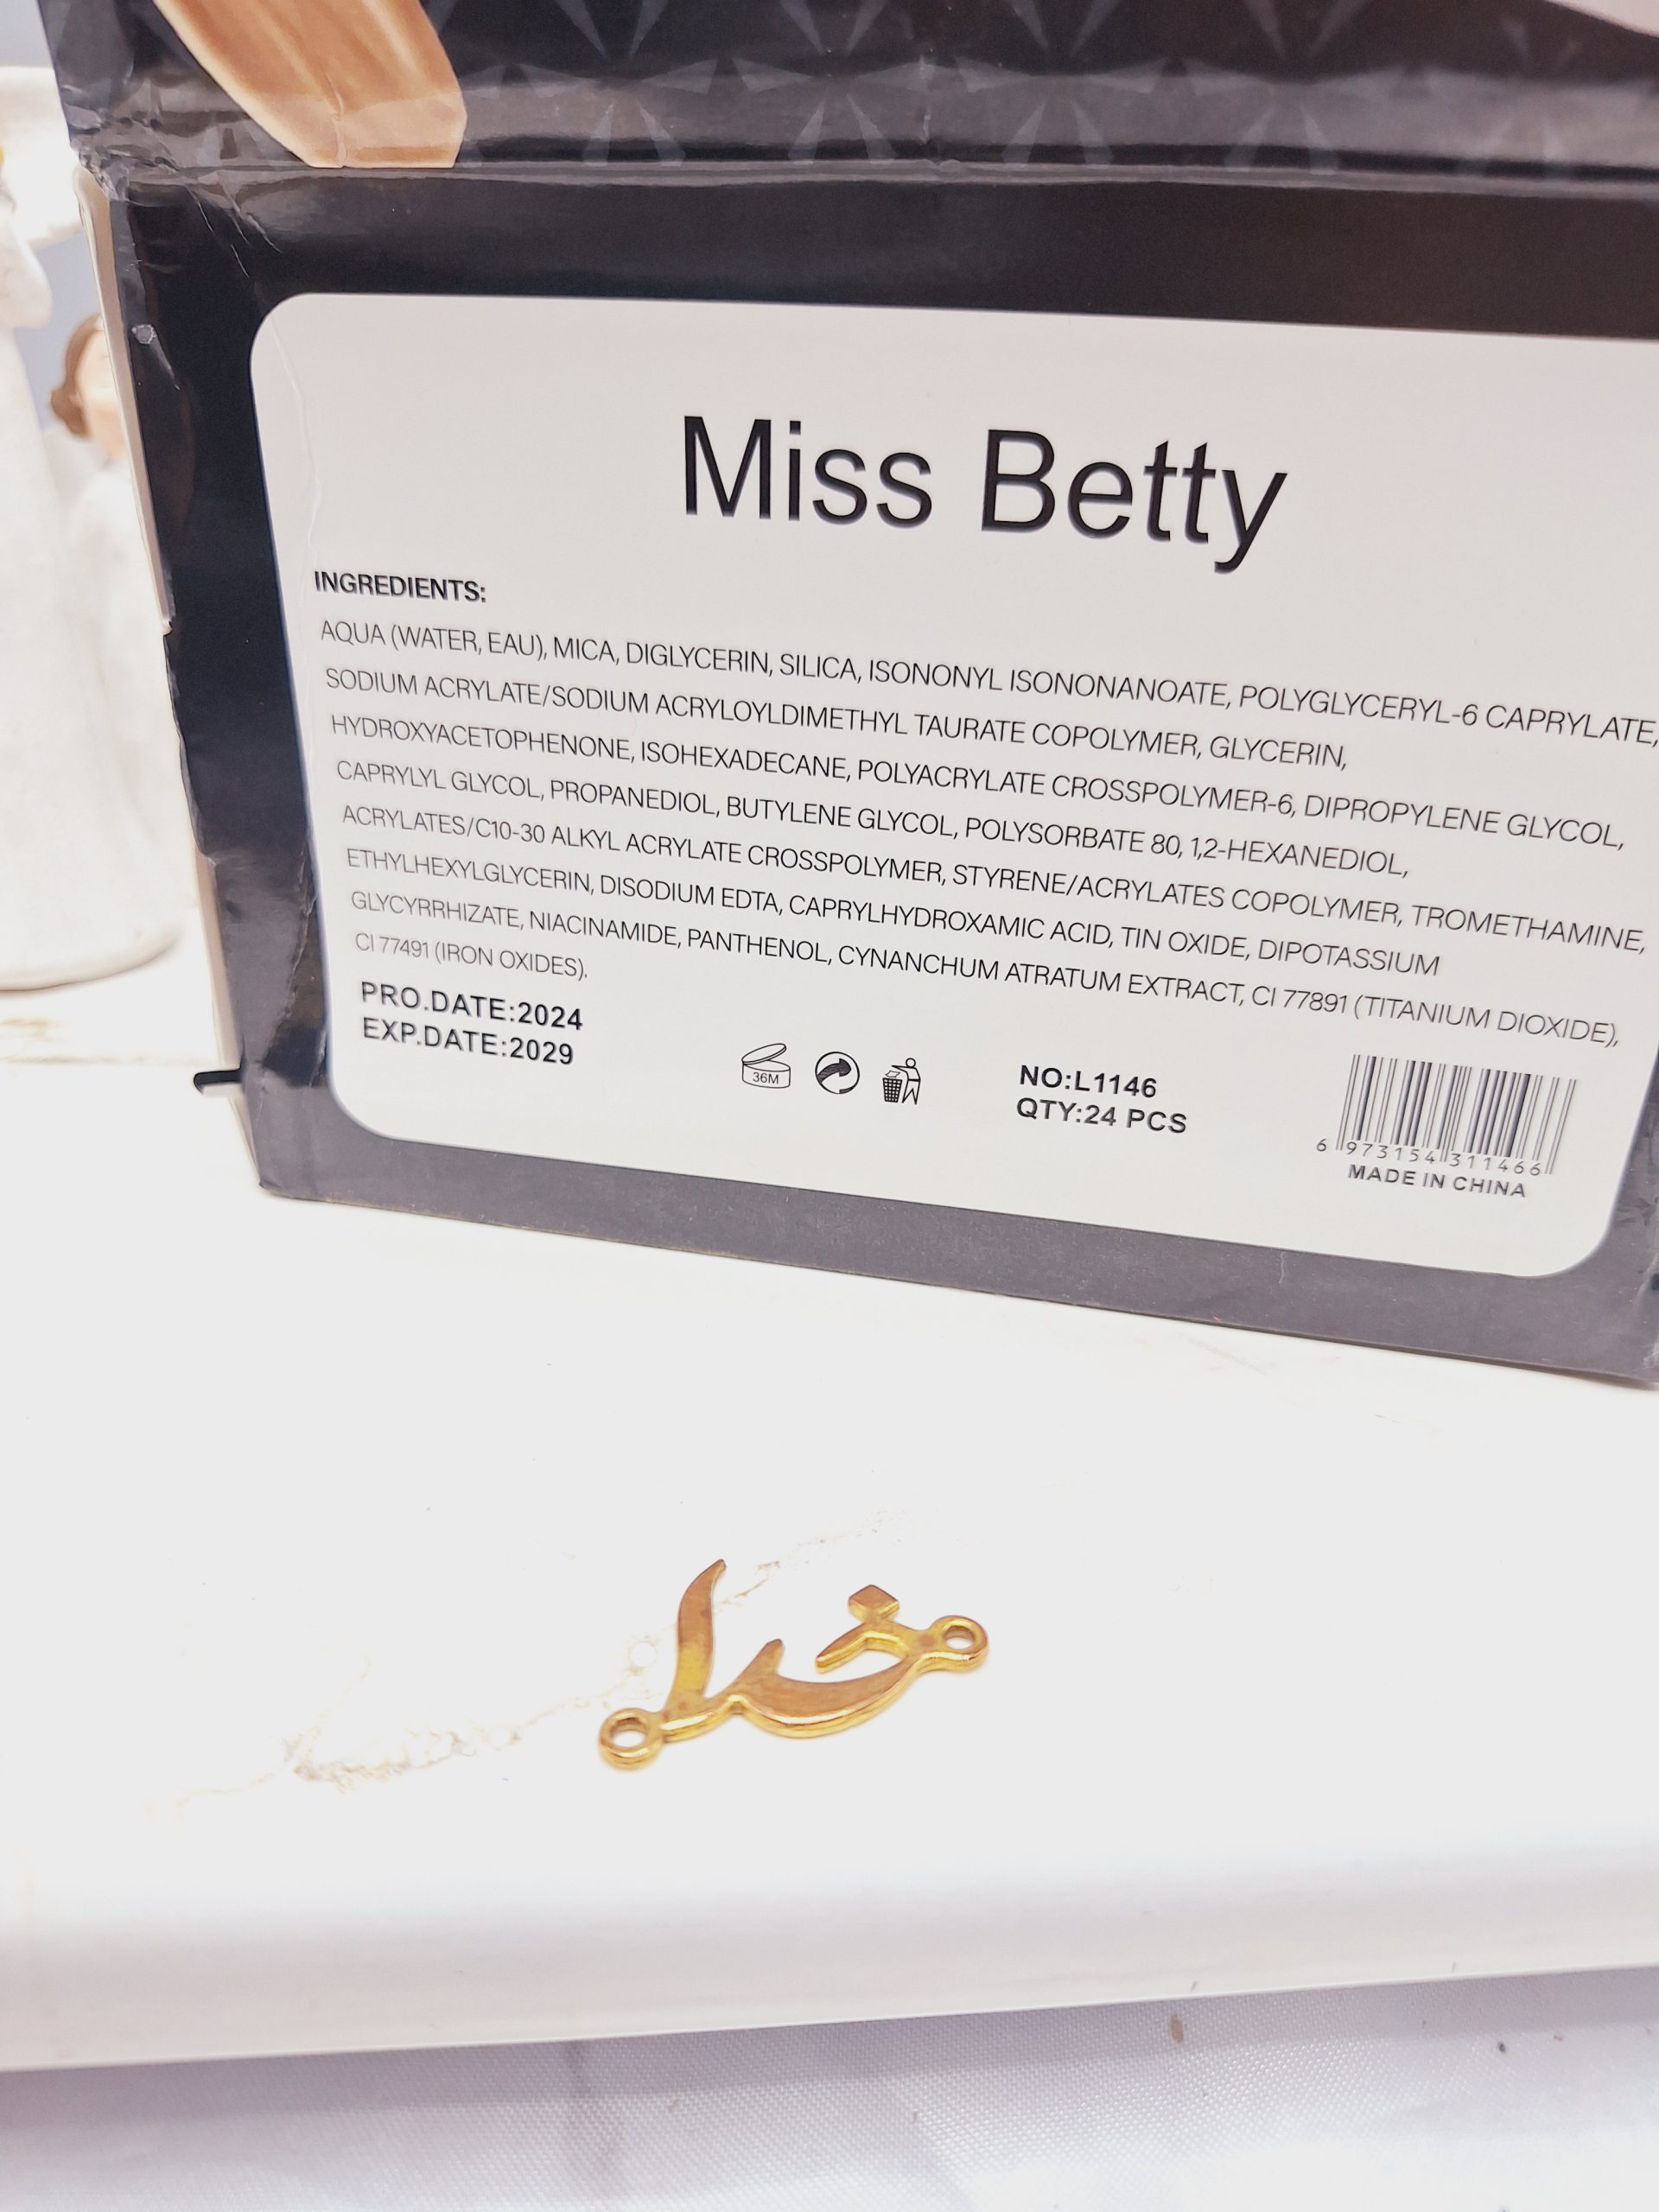 Miss Betty
INGREDIENTS:
AQUA (WATER, EAU), MICA, DIGLYCERIN, SILICA, ISONONYL ISONONANOATE, POLYGLYCERYL-6 CAPRYLATE,
SODIUM ACRYLATE/SODIUM ACRYLOYLDIMETHYL TAURATE COPOLYMER, GLYCERIN,
HYDROXYACETOPHENONE, ISOHEXADECANE, POLYACRYLATE CROSSPOLYMER-6, DIPROPYLENE GLYCOL,
CAPRYLYL GLYCOL, PROPANEDIOL, BUTYLENE GLYCOL, POLYSORBATE 80, 1,2-HEXANEDIOL,
ACRYLATES/C10-30 ALKYL ACRYLATE CROSSPOLYMER, STYRENE/ACRYLATES COPOLYMER, TROMETHAMINE,
ETHYLHEXYLGLYCERIN, DISODIUM EDTA, CAPRYLHYDROXAMIC ACID, TIN OXIDE, DIPOTASSIUM
GLYCYRRHIZATE, NIACINAMIDE, PANTHENOL, CYNANCHUM ATRATUM EXTRACT, CI 77891 (TITANIUM DIOXIDE),
CI 77491 (IRON OXIDES).
PRO.DATE:2024
EXP.DATE:2029
36M
NO:L1146
QTY:24 PCS
6 973154 311466
MADE IN CHINA
خدا